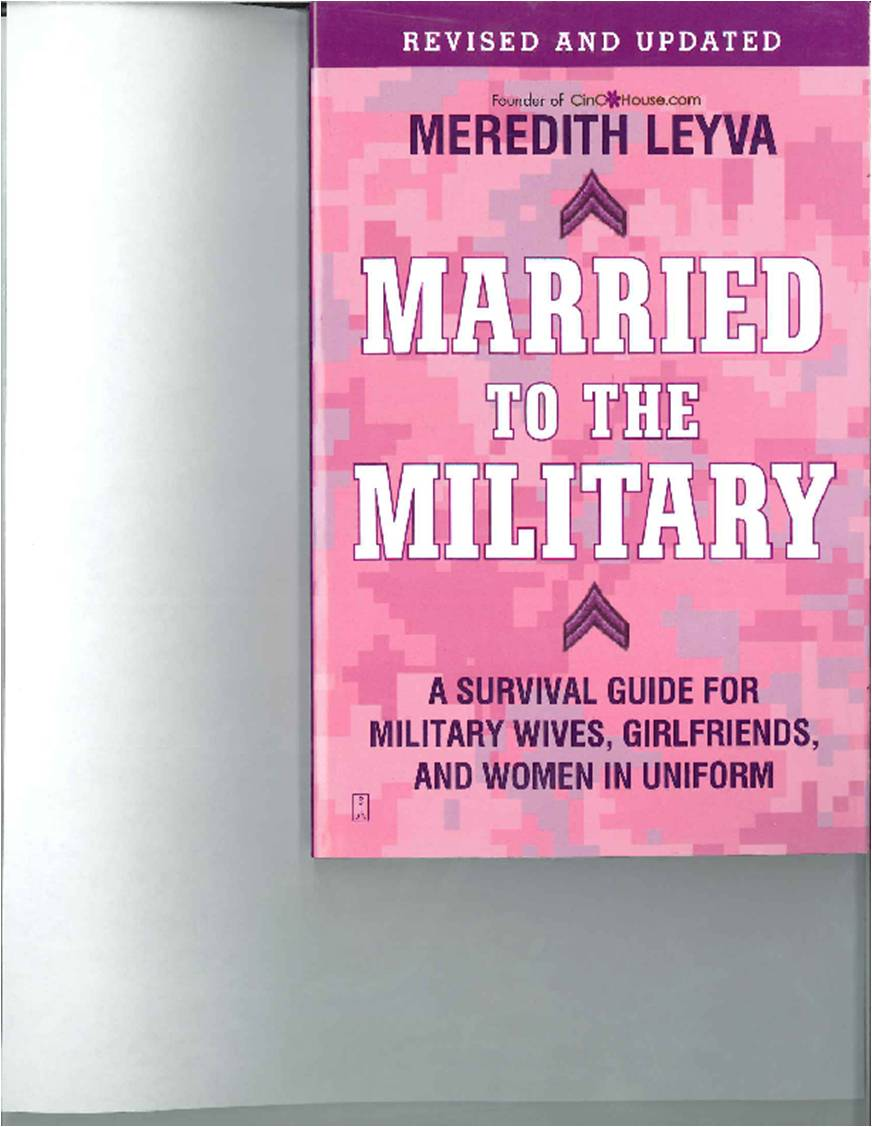 REVISED AND UPDATED
Founder of CinCHouse.com
MEREDITH LEYVA
MARRIED
TO THE
MILITARY
A SURVIVAL GUIDE FOR
MILITARY WIVES, GIRLFRIENDS,
AND WOMEN IN UNIFORM